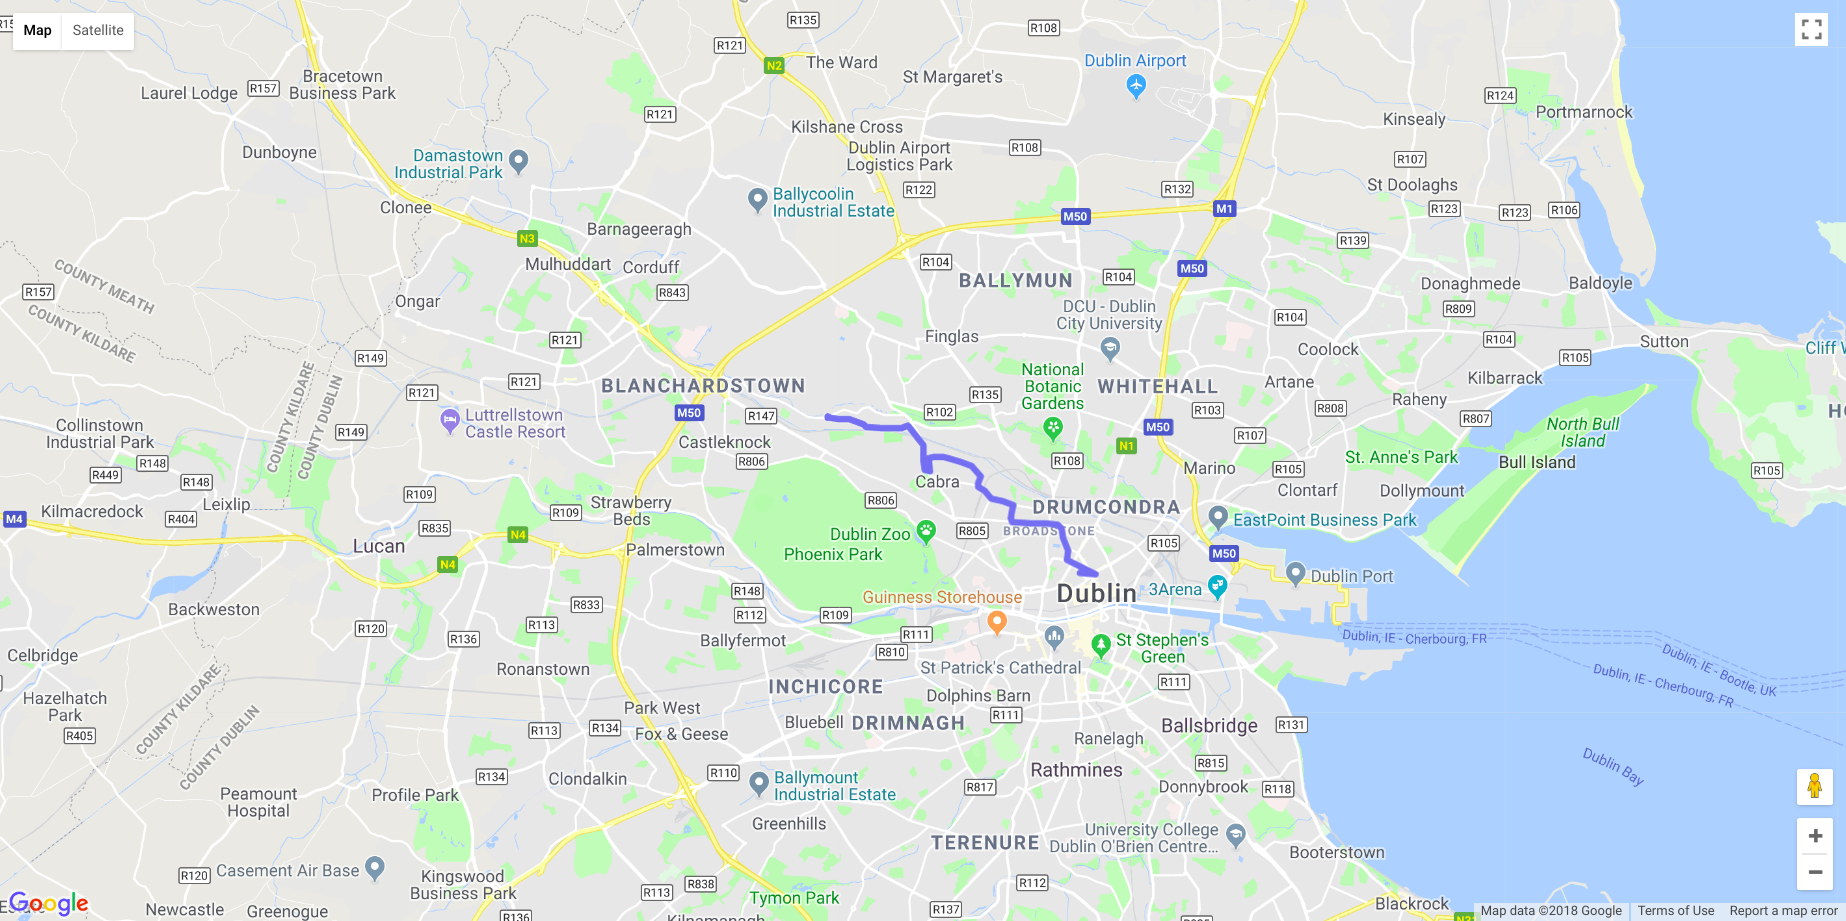 Map
Satellite
R135
R108
R121
N2
The Ward
St Margaret's
Dublin Airport
Bracetown
Business Park
Laurel Lodge
R157
R121
R124
Portmarnock
Kinsealy
Kilshane Cross
Dublin Airport
Logistics Park
R108
Dunboyne
Damastown
Industrial Park
R107
St Doolaghs
R122
R132
Ballycoolin
Industrial Estate
Clonee
M50
M1
R123
R123
R106
Barnageeragh
N3
R139
Mulhuddart
Corduff
R104
BALLYMUN
R104
M50
Donaghmede
Baldoyle
COUNTY MEATH
R157
COUNTY KILDARE
Ongar
R843
DCU - Dublin
City University
R809
R104
Finglas
R121
R104
Sutton
Coolock
R105
Cliff W
R149
National
Botanic
Gardens
R121
R121
BLANCHARDSTOWN
WHITEHALL
Artane
Kilbarrack
R135
Raheny
COUNTY KILDARE
COUNTY DUBLIN
Luttrellstown
Castle Resort
M50
R147
R102
R103
R808
R807
HO
Collinstown
Industrial Park
R149
Castleknock
M50
N1
R107
North Bull
Island
R148
R449
R148
R806
R108
Marino
R105
St. Anne's Park
Bull Island
R105
Cabra
Clontarf
Dollymount
Leixlip
R109
Strawberry
Beds
R109
R806
DRUMCONDRA
Kilmacredock
M4
R404
R835
N4
Dublin Zoo
R805
BROADSTONE
EastPoint Business Park
Lucan
Palmerstown
Phoenix Park
R105
M50
N4
Dublin Port
R148
Dublin
3Arena
Guinness Storehouse
Backweston
R833
R112
R109
R120
R113
R136
Ballyfermot
R111
R810
St Stephen's
Green
Dublin, IE - Cherbourg, FR
Dublin, IE - Bootle, UK
Celbridge
Ronanstown
St Patrick's Cathedral
R111
Dublin, IE - Cherbourg, FR
COUNTY KILDARE
COUNTY DUBLIN
Hazelhatch
Park
INCHICORE
Dolphins Barn
Park West
R111
Bluebell
DRIMNAGH
Ballsbridge
R131
R405
R113
R134
Fox & Geese
Ranelagh
R134
Clondalkin
R110
Rathmines
R815
Dublin Bay
Peamount
Hospital
Profile Park
Ballymount
Industrial Estate
R817
Donnybrook
R118
Greenhills
TERENURE
University College
Dublin O'Brien Centre...
Booterstown
Casement Air Base
R120
Kingswood
Business Park
R113
R838
R112
Tymon Park
Blackrock
Google
Newcastle
Greenogue
R136
Kilnamanagh
R137
Map data ©2018 Google
Terms of Use
Report a map error